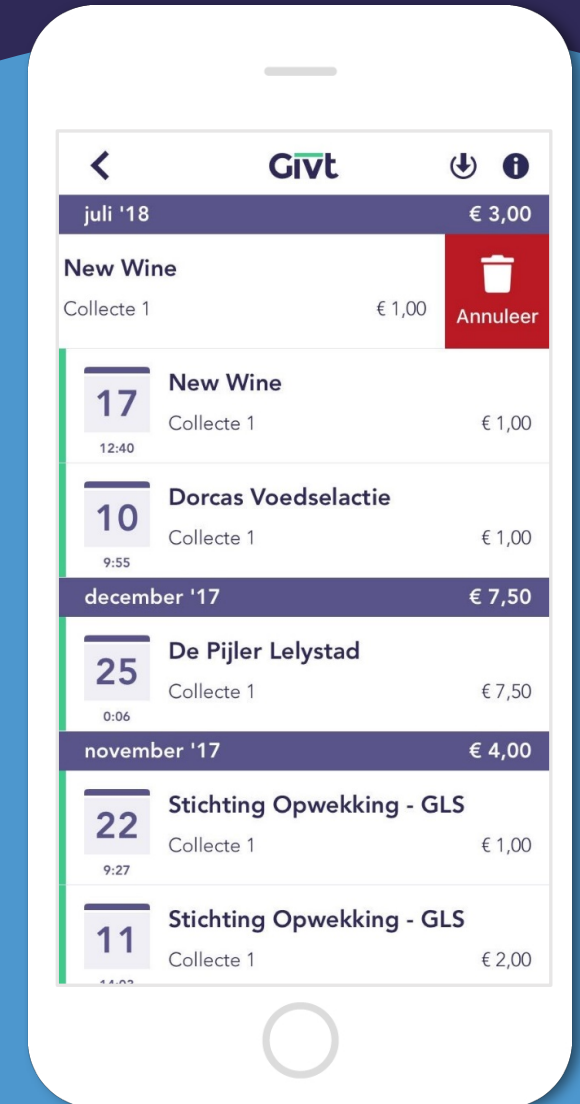 Givt
juli '18 € 3,00
New Wine
Collecte 1 € 1,00
Annuleer
17
12:40
New Wine
Collecte 1 € 1,00
10
9:55
Dorcas Voedselactie
Collecte 1 € 1,00
december '17 € 7,50
25
0:06
De Pijler Lelystad
Collecte 1 € 7,50
november '17 € 4,00
22
9:27
Stichting Opwekking - GLS
Collecte 1 € 1,00
11
Stichting Opwekking - GLS
Collecte 1 € 2,00